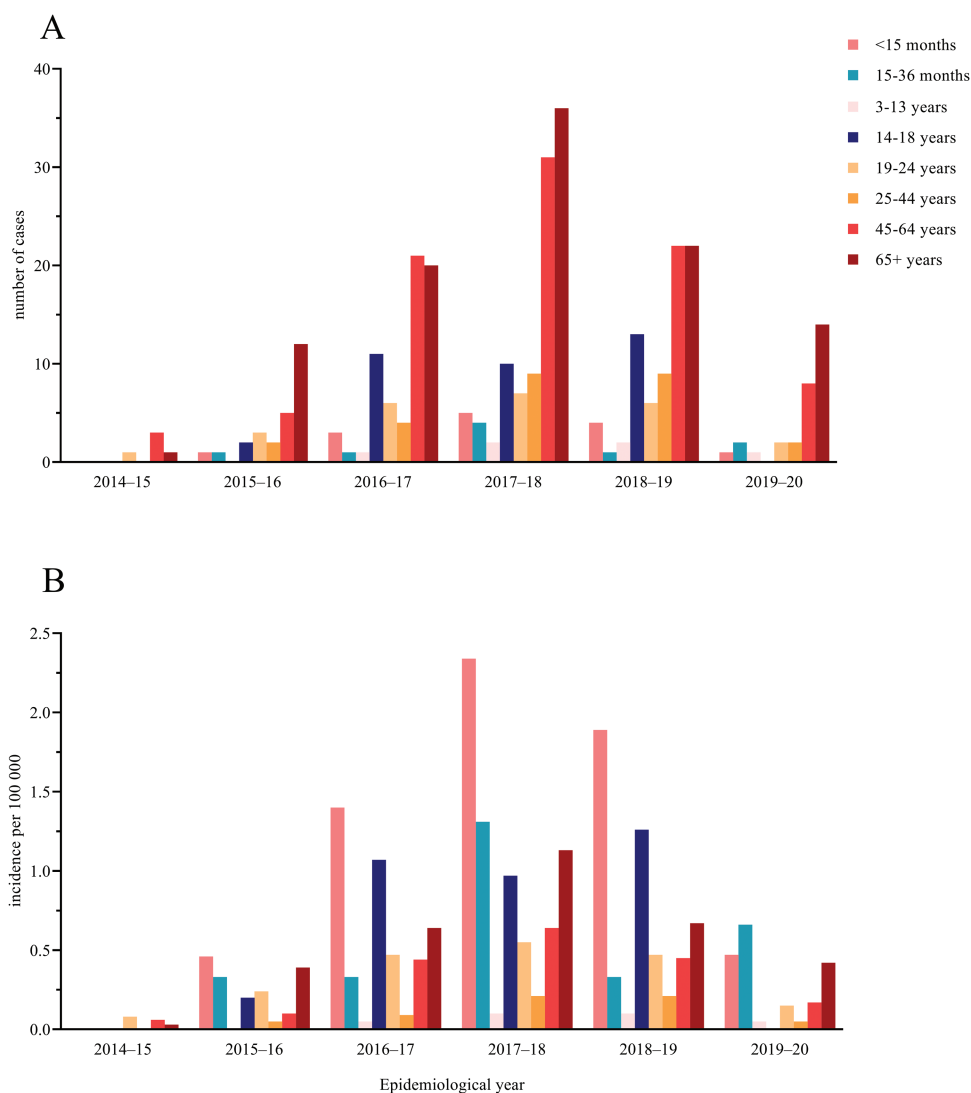 A
<15 months
15-36 months
3-13 years
14-18 years
19-24 years
25-44 years
45-64 years
65+ years
number of cases
40
30
20
10
0
2014–15 2015–16 2016–17 2017–18 2018–19 2019–20
B
incidence per 100 000
2.5
2.0
1.5
1.0
0.5
0.0
2014–15 2015–16 2016–17 2017–18 2018–19 2019–20
Epidemiological year